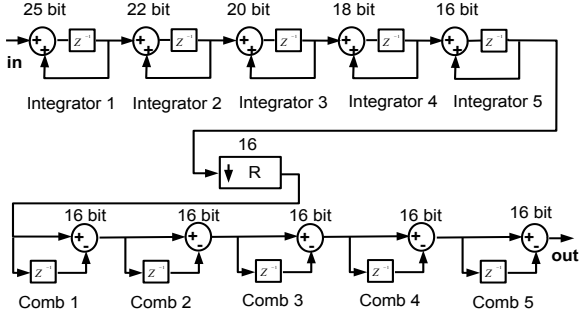 25 bit 22 bit 20 bit 18 bit 16 bit
+ Z⁻¹ + Z⁻¹ + Z⁻¹ + Z⁻¹ + Z⁻¹
in + + + + +
Integrator 1 Integrator 2 Integrator 3 Integrator 4 Integrator 5
16
R
16 bit 16 bit 16 bit 16 bit 16 bit
+ - + - + - + - + -
out
Z⁻¹ Z⁻¹ Z⁻¹ Z⁻¹ Z⁻¹
Comb 1 Comb 2 Comb 3 Comb 4 Comb 5